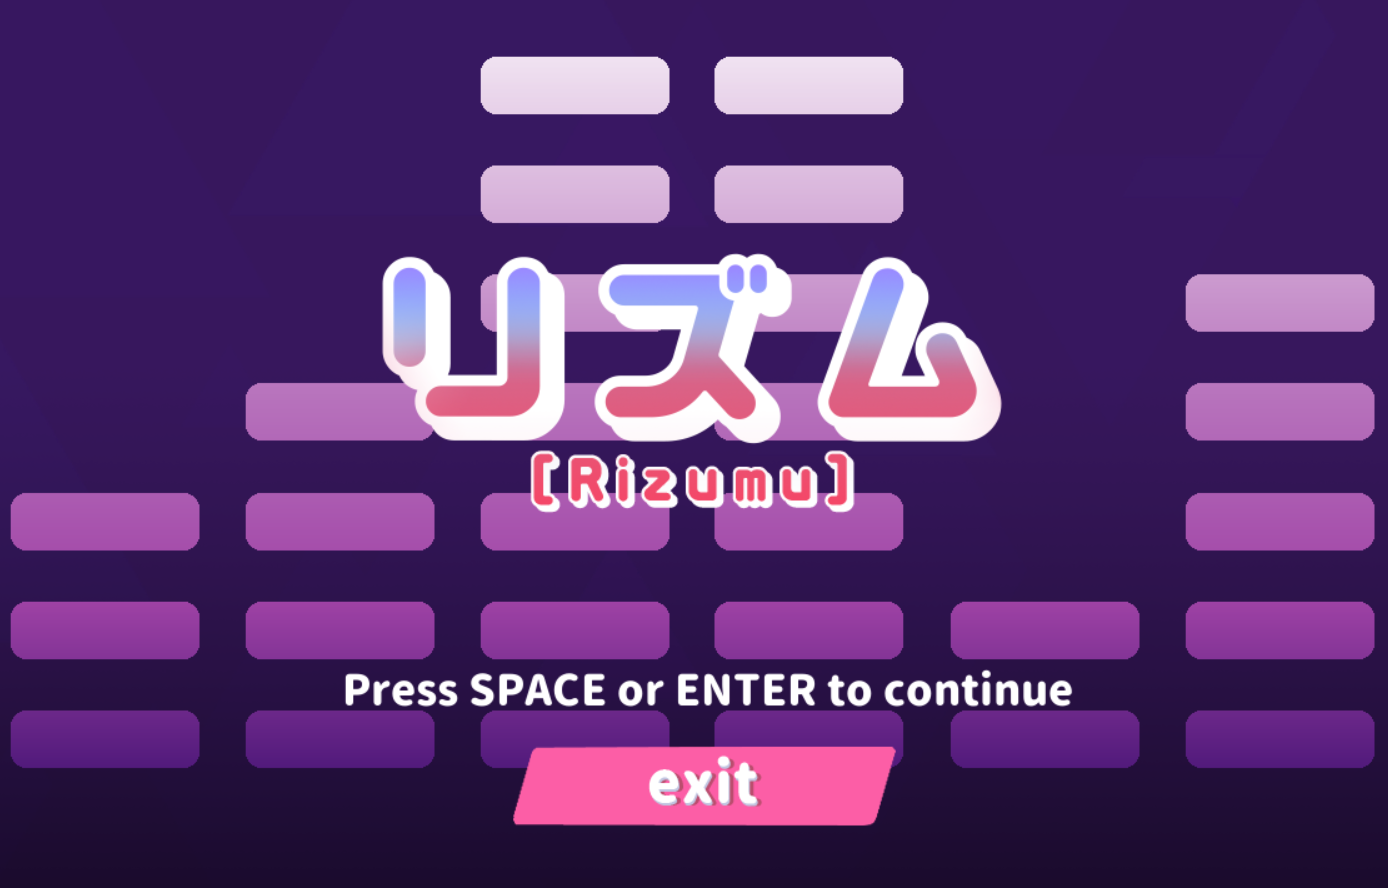 リズム
[Rizumu]
Press SPACE or ENTER to continue
exit